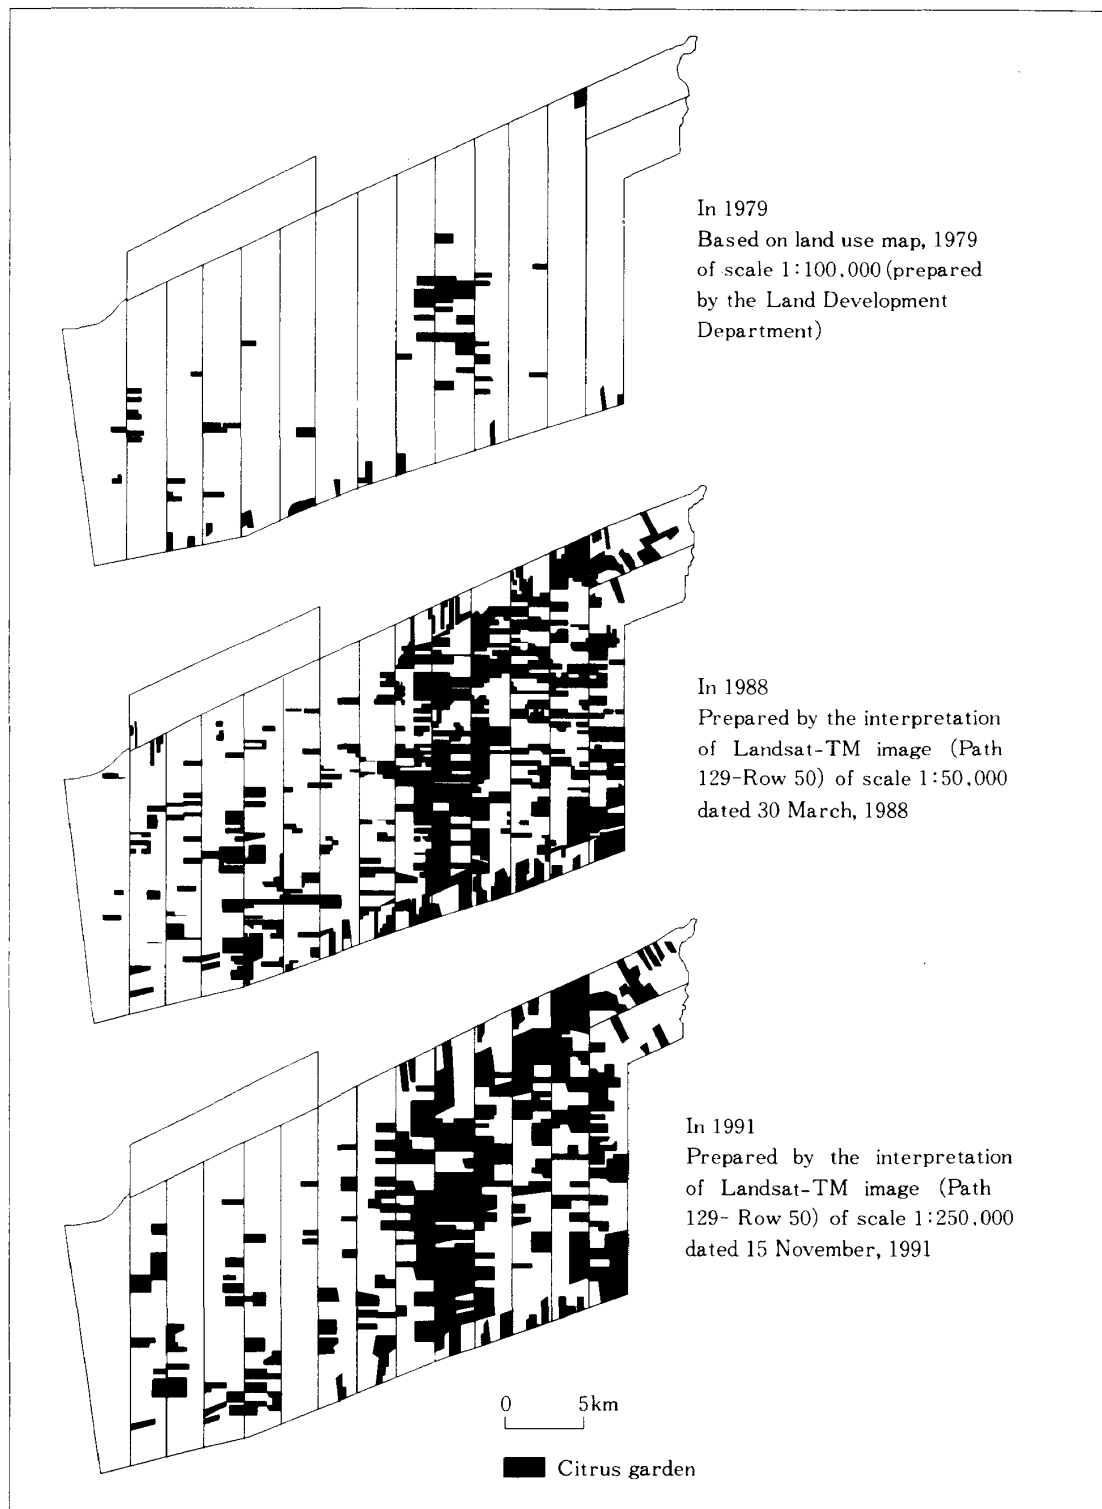 In 1979
Based on land use map, 1979
of scale 1:100,000 (prepared
by the Land Development
Department)
In 1988
Prepared by the interpretation
of Landsat-TM image (Path
129-Row 50) of scale 1:50,000
dated 30 March, 1988
In 1991
Prepared by the interpretation
of Landsat-TM image (Path
129- Row 50) of scale 1:250,000
dated 15 November, 1991
0 5km
Citrus garden